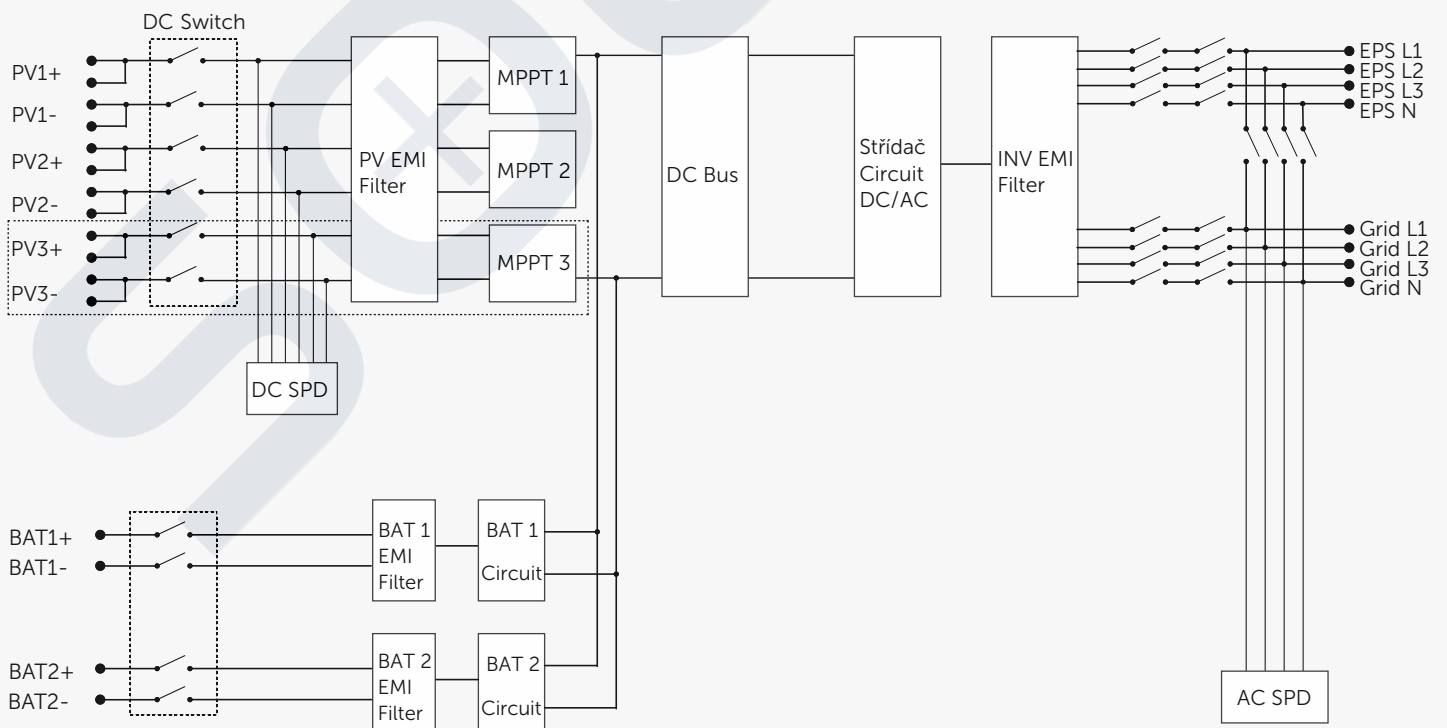 DC Switch
PV1+
PV1-
PV2+
PV2-
PV3+
PV3-
PV EMI
Filter
MPPT 1
MPPT 2
MPPT 3
DC Bus
Střídač
Circuit
DC/AC
INV EMI
Filter
EPS L1
EPS L2
EPS L3
EPS N
Grid L1
Grid L2
Grid L3
Grid N
DC SPD
BAT1+
BAT1-
BAT 1
EMI
Filter
BAT 1
Circuit
BAT2+
BAT2-
BAT 2
EMI
Filter
BAT 2
Circuit
AC SPD